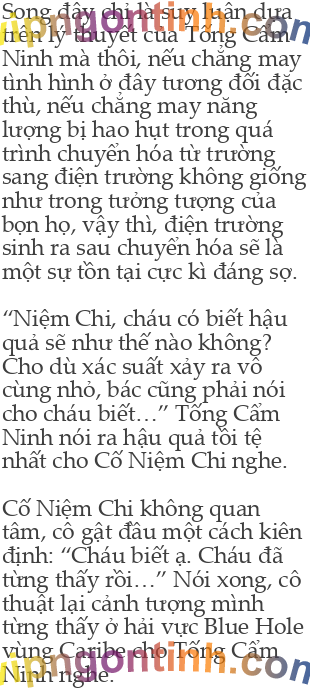 Song đây chỉ là suy luận dựa
trên lý thuyết của Tống Cẩm
Ninh mà thôi, nếu chẳng may
tình hình ở đây tương đối đặc
thù, nếu chẳng may năng
lượng bị hao hụt trong quá
trình chuyển hóa từ trường
sang điện trường không giống
như trong tưởng tượng của
bọn họ, vậy thì, điện trường
sinh ra sau chuyển hóa sẽ là
một sự tồn tại cực kì đáng sợ.

“Niệm Chi, cháu có biết hậu
quả sẽ như thế nào không?
Cho dù xác suất xảy ra vô
cùng nhỏ, bác cũng phải nói
cho cháu biết…” Tống Cẩm
Ninh nói ra hậu quả tồi tệ
nhất cho Cố Niệm Chi nghe.

Cố Niệm Chi không quan
tâm, cô gật đầu một cách kiên
định: “Cháu biết ạ. Cháu đã
từng thấy rồi…” Nói xong, cô
thuật lại cảnh tượng mình
từng thấy ở hải vực Blue Hole
vùng Caribe cho Tống Cẩm
Ninh nghe.